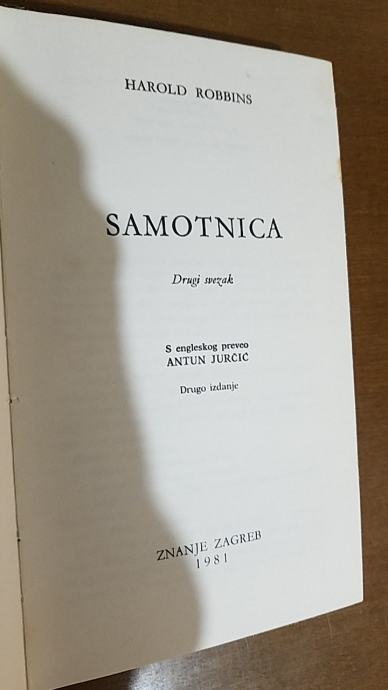 HAROLD ROBBINS
SAMOTNICA
Drugi svezak
S engleskog preveo
ANTUN JURČIĆ
Drugo izdanje
ZNANJE ZAGREB
1981